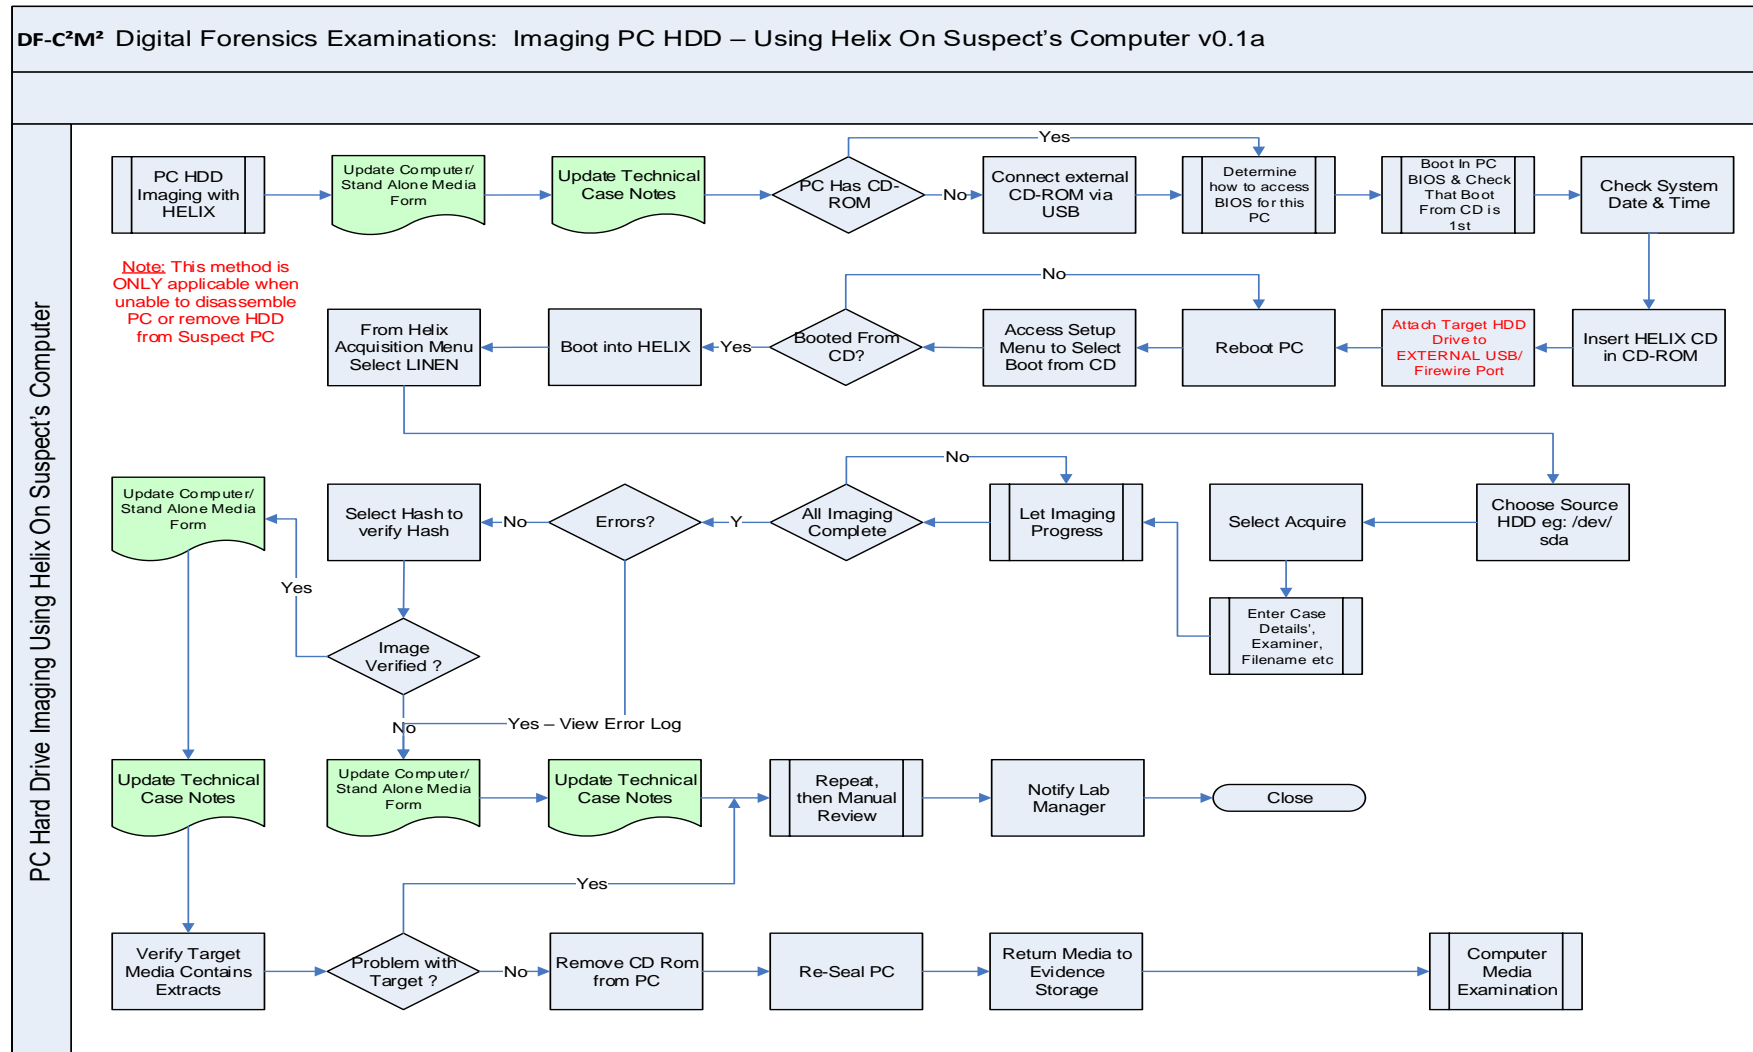 DF-C²M² Digital Forensics Examinations: Imaging PC HDD – Using Helix On Suspect's Computer v0.1a
PC Hard Drive Imaging Using Helix On Suspect's Computer
PC HDD
Imaging with
HELIX
Update Computer/
Stand Alone Media
Form
Update Technical
Case Notes
PC Has CD-
ROM
Yes
No
Connect external
CD-ROM via
USB
Determine
how to access
BIOS for this
PC
Boot In PC
BIOS & Check
That Boot
From CD is
1st
Check System
Date & Time
Note: This method is
ONLY applicable when
unable to disassemble
PC or remove HDD
from Suspect PC
From Helix
Acquisition Menu
Select LINEN
Boot into HELIX
Yes
Booted From
CD?
No
Access Setup
Menu to Select
Boot from CD
Reboot PC
Attach Target HDD
Drive to
EXTERNAL USB/
Firewire Port
Insert HELIX CD
in CD-ROM
Update Computer/
Stand Alone Media
Form
Select Hash to
verify Hash
No
Errors?
Y
All Imaging
Complete
No
Let Imaging
Progress
Select Acquire
Choose Source
HDD eg: /dev/
sda
Yes
Image
Verified ?
Enter Case
Details',
Examiner,
Filename etc
No
Yes – View Error Log
Update Technical
Case Notes
Update Computer/
Stand Alone Media
Form
Update Technical
Case Notes
Repeat,
then Manual
Review
Notify Lab
Manager
Close
Yes
Verify Target
Media Contains
Extracts
Problem with
Target ?
No
Remove CD Rom
from PC
Re-Seal PC
Return Media to
Evidence
Storage
Computer
Media
Examination